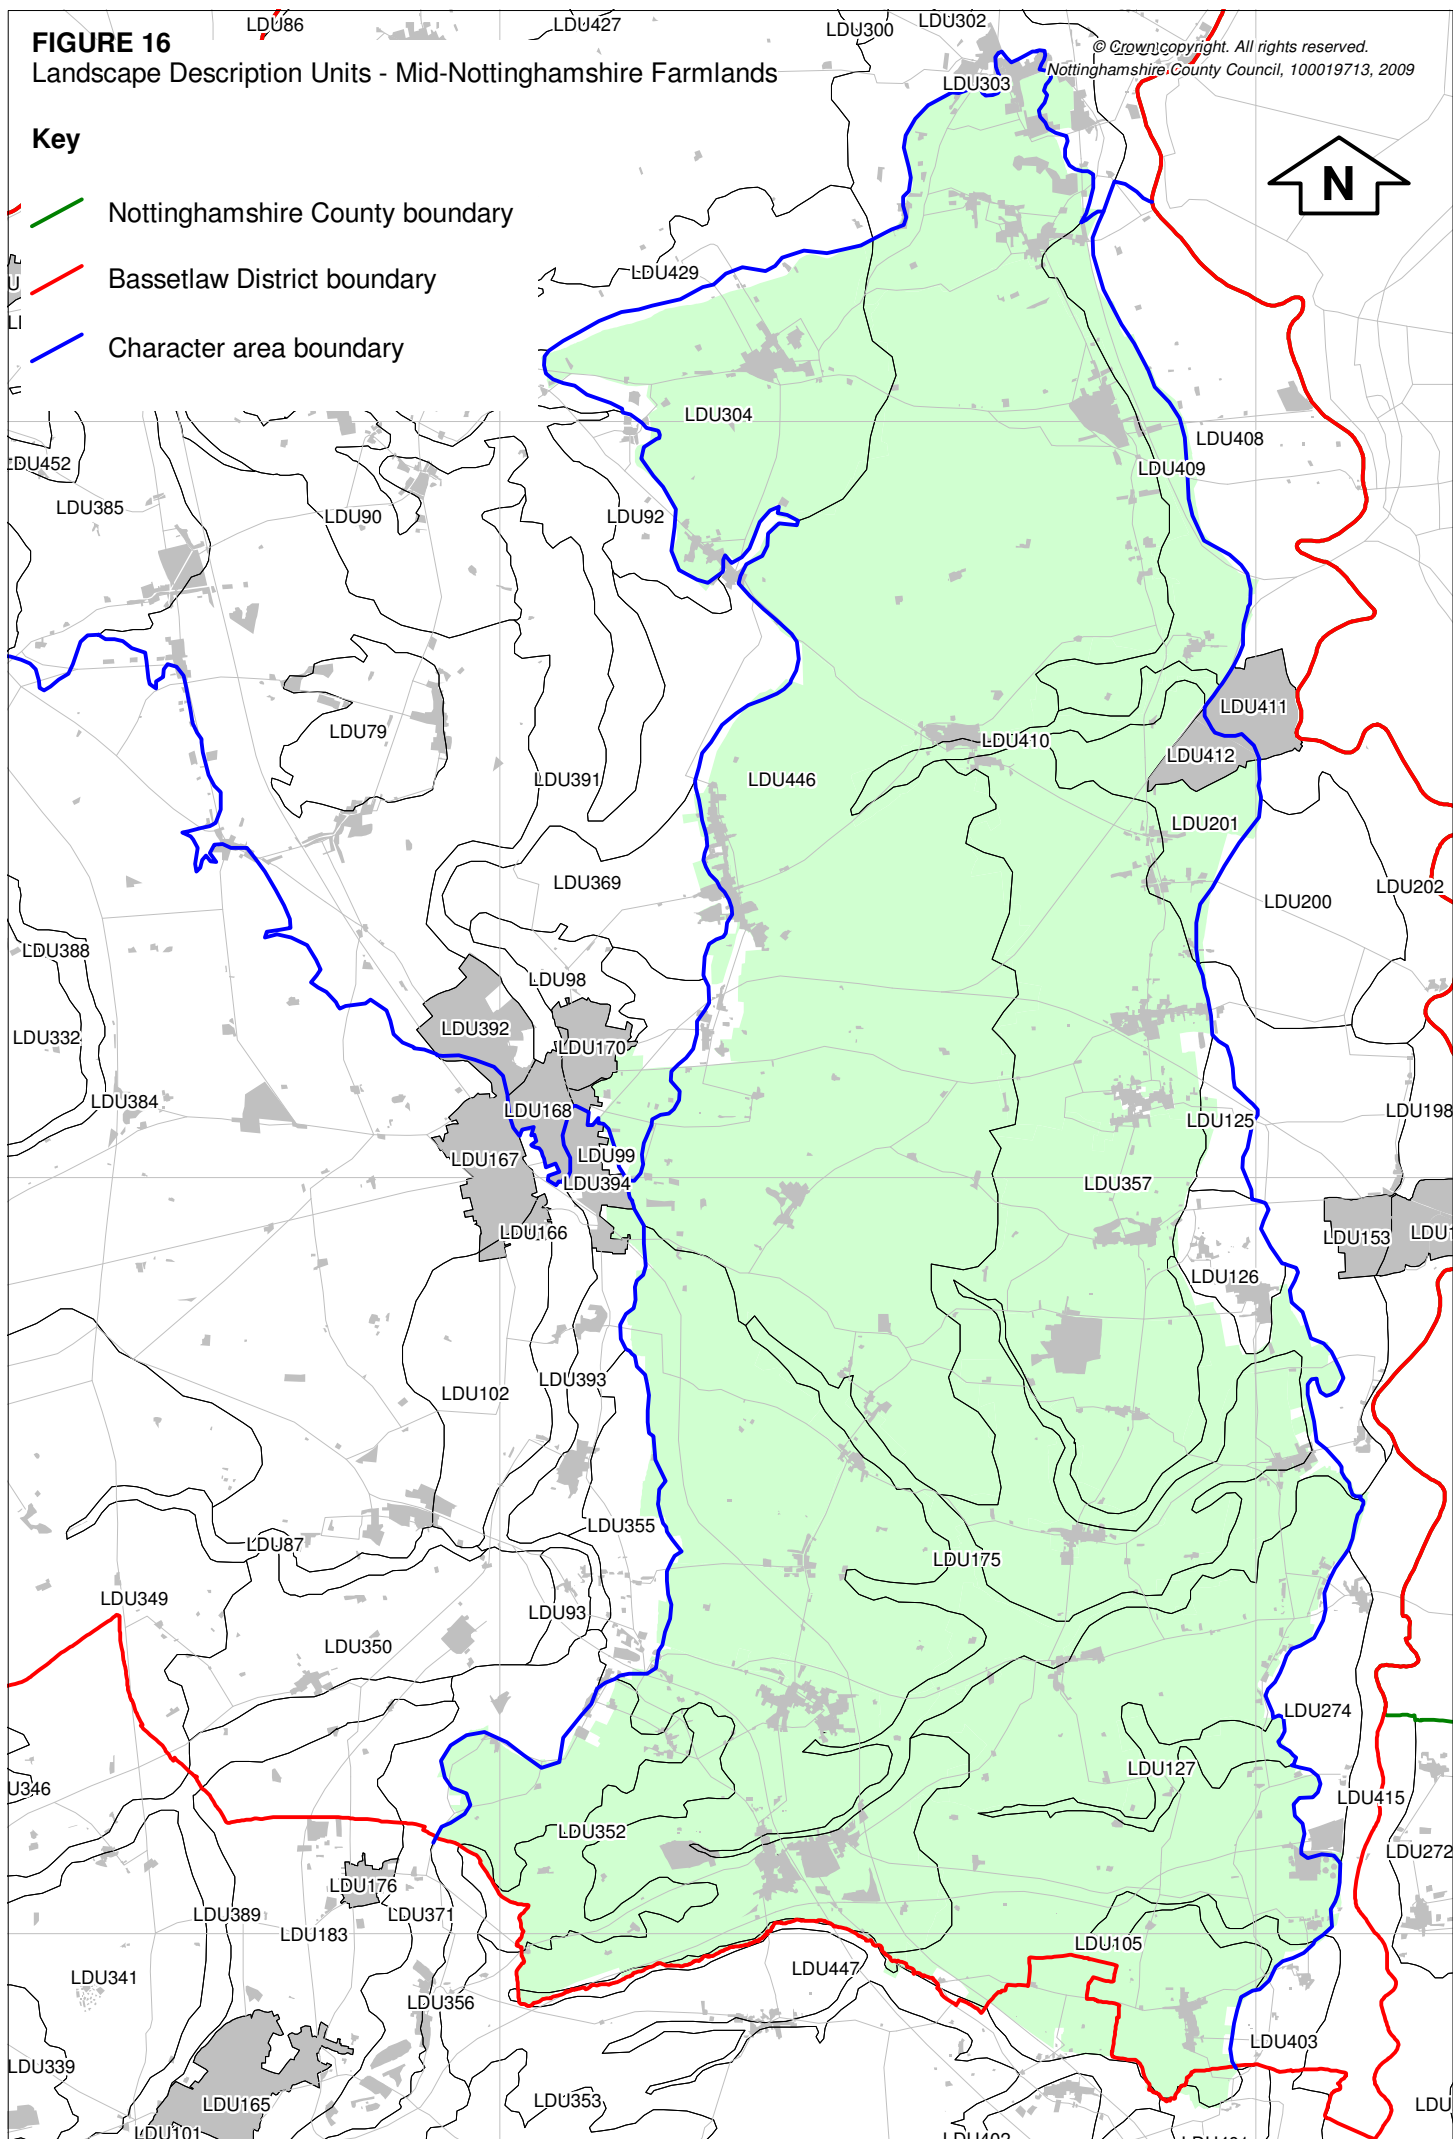 LDU86
LDU427
LDU300
LDU302
FIGURE 16
Landscape Description Units - Mid-Nottinghamshire Farmlands
© Crown copyright. All rights reserved.
Nottinghamshire County Council, 100019713, 2009
LDU303
Key
N
Nottinghamshire County boundary
Bassetlaw District boundary
Character area boundary
LDU429
LDU304
LDU408
LDU452
LDU409
LDU385
LDU90
LDU92
LDU411
LDU79
LDU410
LDU412
LDU391
LDU446
LDU201
LDU369
LDU202
LDU200
LDU388
LDU98
LDU392
LDU332
LDU170
LDU384
LDU168
LDU198
LDU125
LDU99
LDU167
LDU394
LDU357
LDU166
LDU153
LDU126
LDU102
LDU393
LDU355
LDU87
LDU175
LDU349
LDU93
LDU350
LDU274
LDU127
LDU415
LDU352
LDU272
LDU176
LDU389
LDU371
LDU183
LDU105
LDU447
LDU341
LDU356
LDU403
LDU339
LDU353
LDU165
LDU101